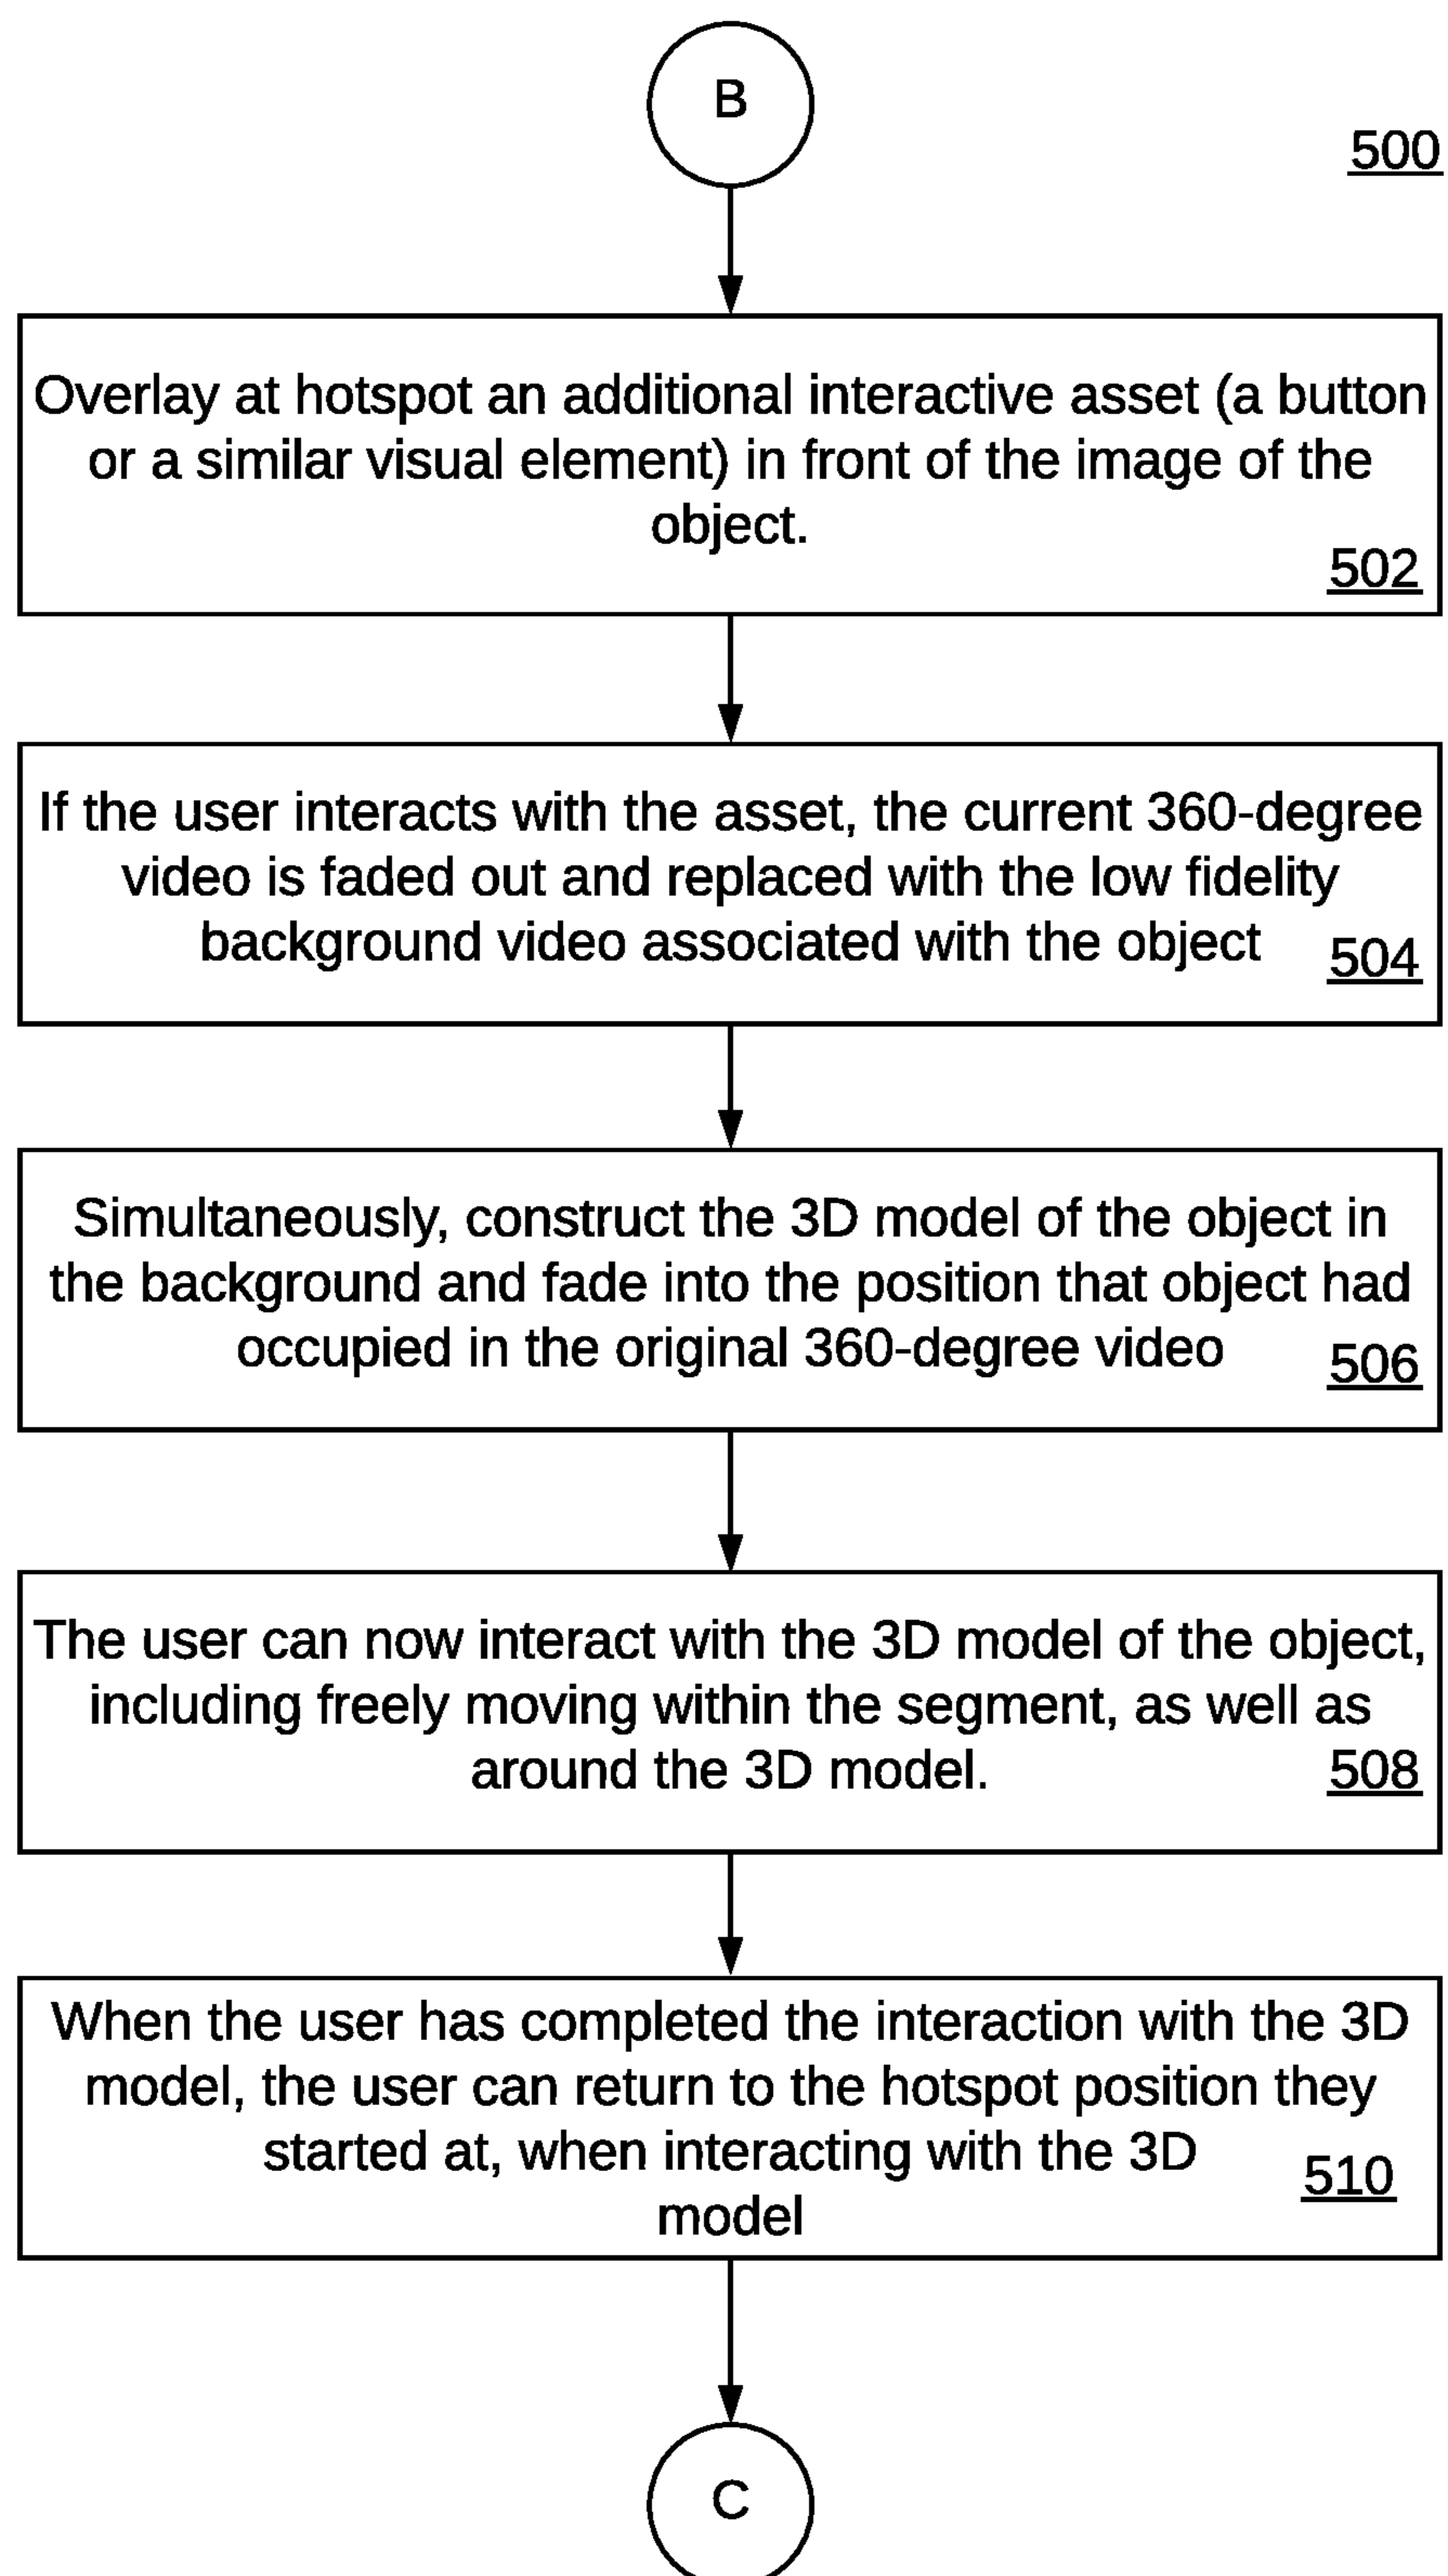 B
500
Overlay at hotspot an additional interactive asset (a button
or a similar visual element) in front of the image of the
object.
502
If the user interacts with the asset, the current 360-degree
video is faded out and replaced with the low fidelity
background video associated with the object
504
Simultaneously, construct the 3D model of the object in
the background and fade into the position that object had
occupied in the original 360-degree video
506
The user can now interact with the 3D model of the object,
including freely moving within the segment, as well as
around the 3D model.
508
When the user has completed the interaction with the 3D
model, the user can return to the hotspot position they
started at, when interacting with the 3D
510
model
C